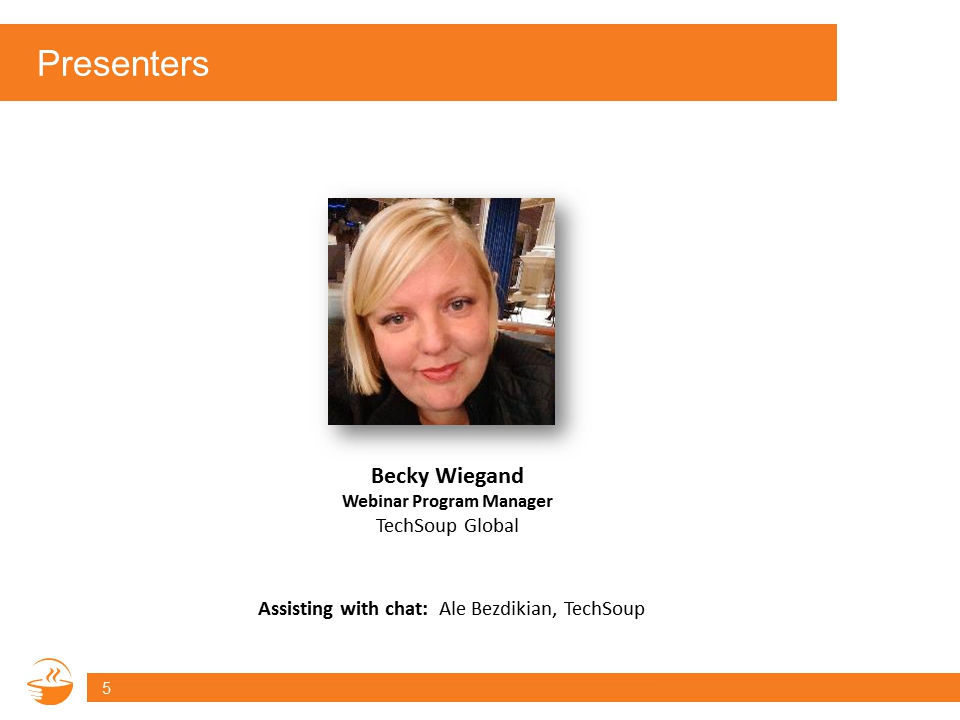 Presenters
Becky Wiegand
Webinar Program Manager
TechSoup Global
Assisting with chat: Ale Bezdikian, TechSoup
5